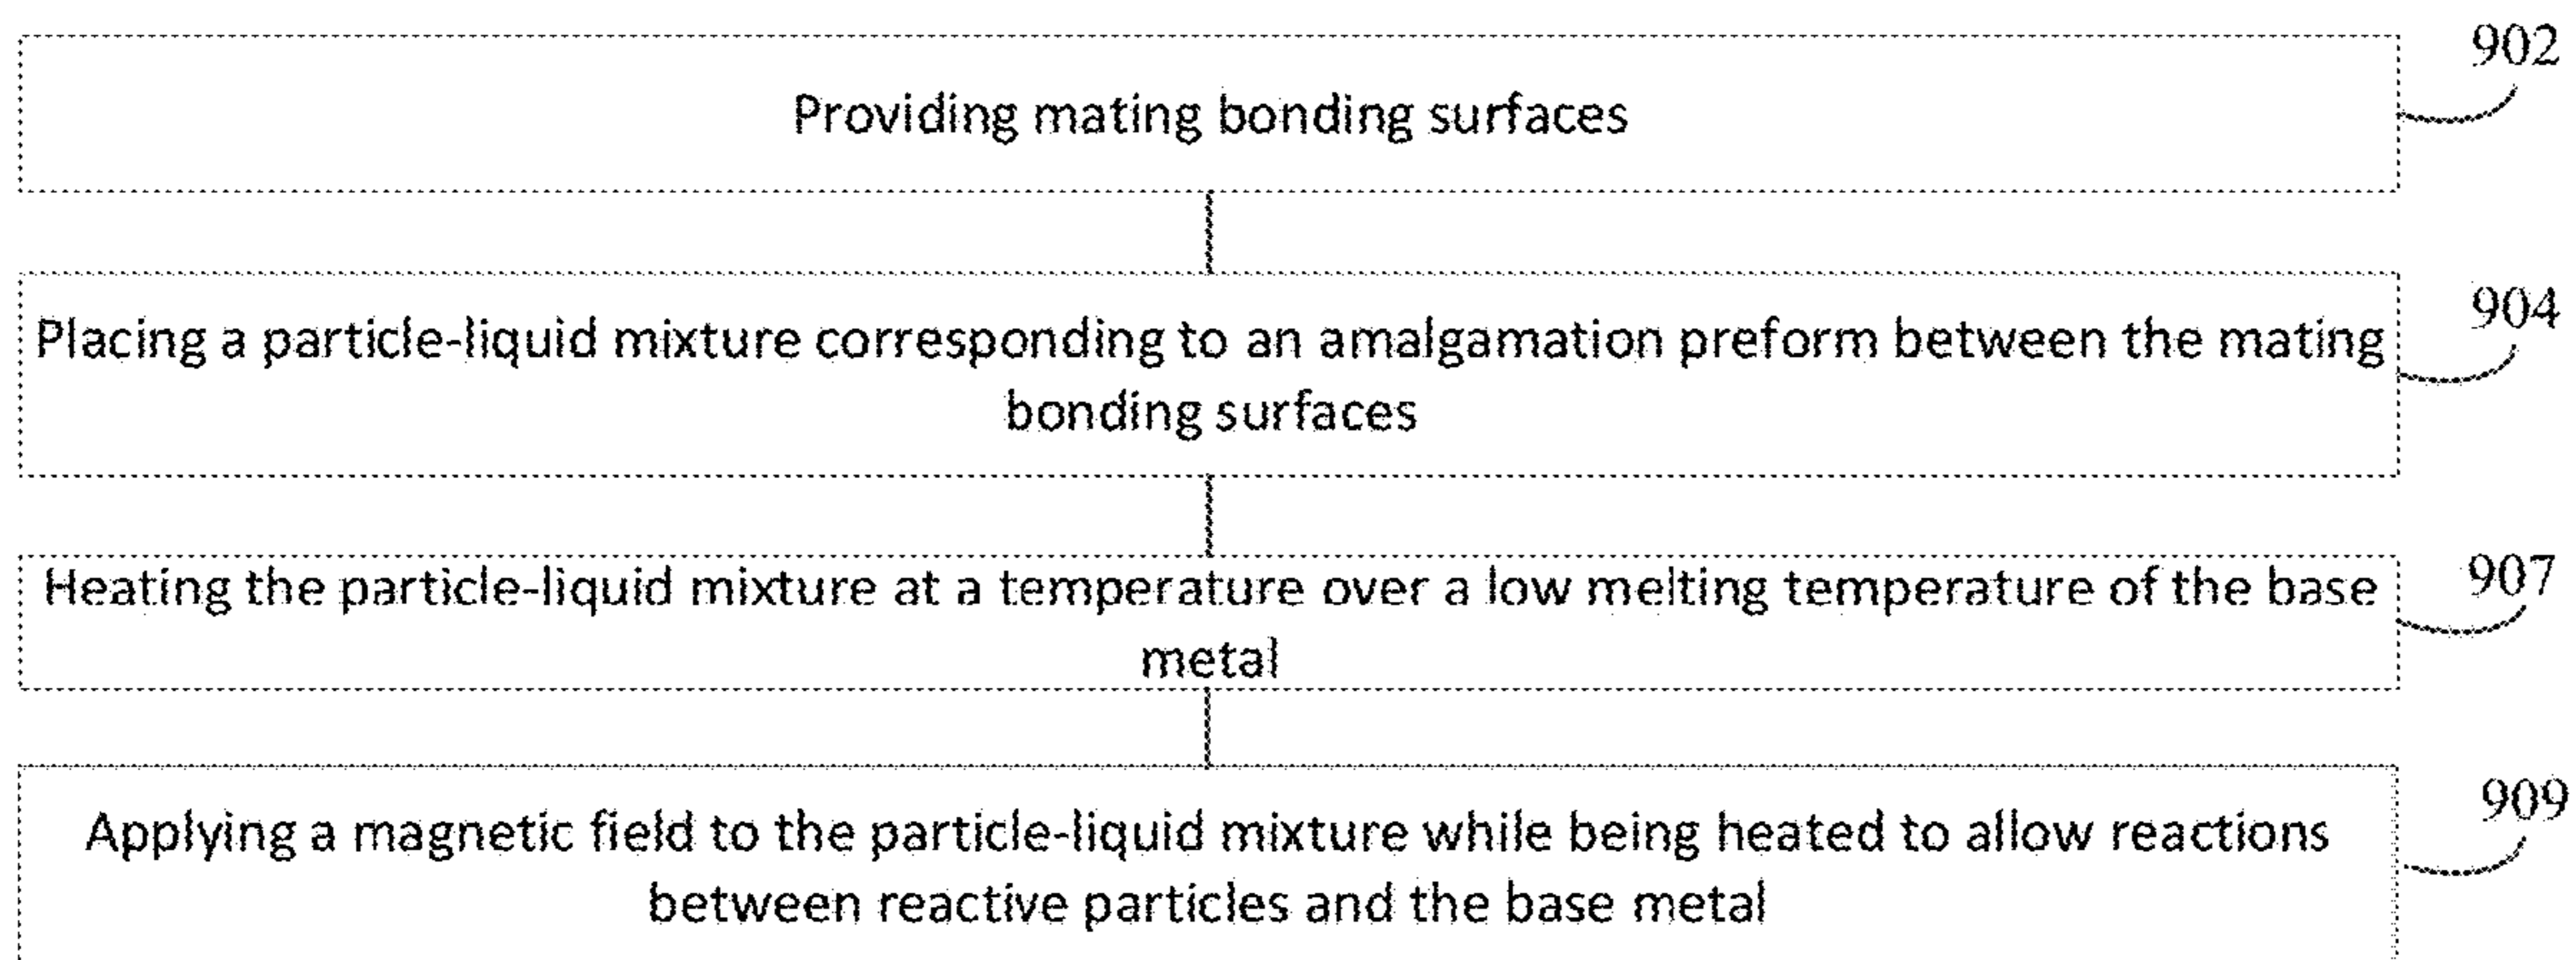 902
Providing mating bonding surfaces
904
Placing a particle-liquid mixture corresponding to an amalgamation preform between the mating
bonding surfaces
907
Heating the particle-liquid mixture at a temperature over a low melting temperature of the base
metal
909
Applying a magnetic field to the particle-liquid mixture while being heated to allow reactions
between reactive particles and the base metal